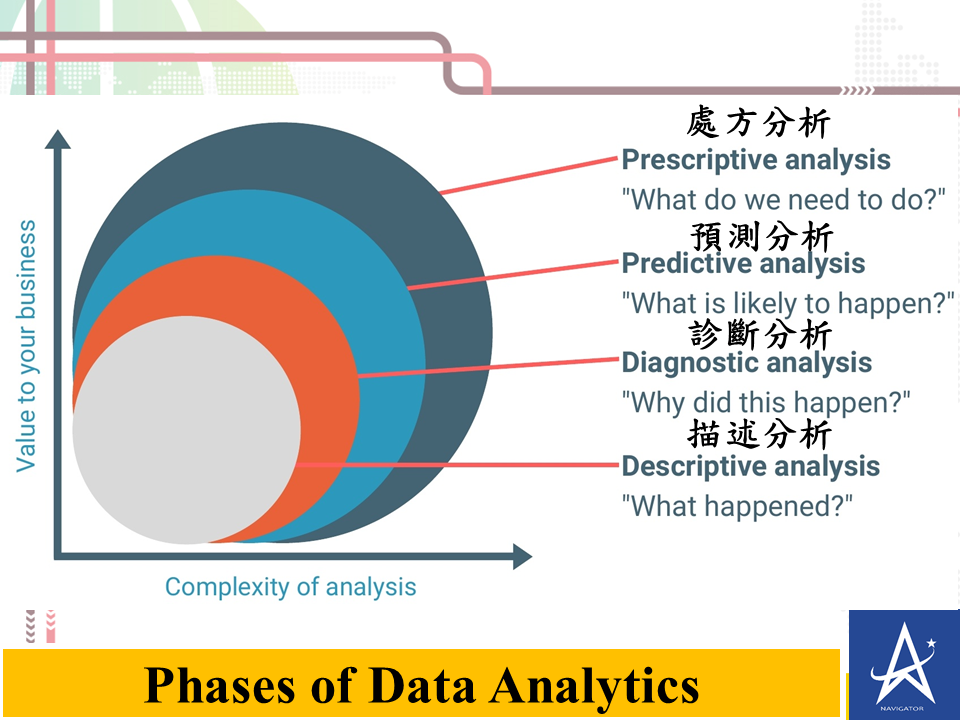 處方分析
Prescriptive analysis
"What do we need to do?"
預測分析
Predictive analysis
"What is likely to happen?"
診斷分析
Diagnostic analysis
"Why did this happen?"
描述分析
Descriptive analysis
"What happened?"
Value to your business
Complexity of analysis
Phases of Data Analytics
NAVIGATOR